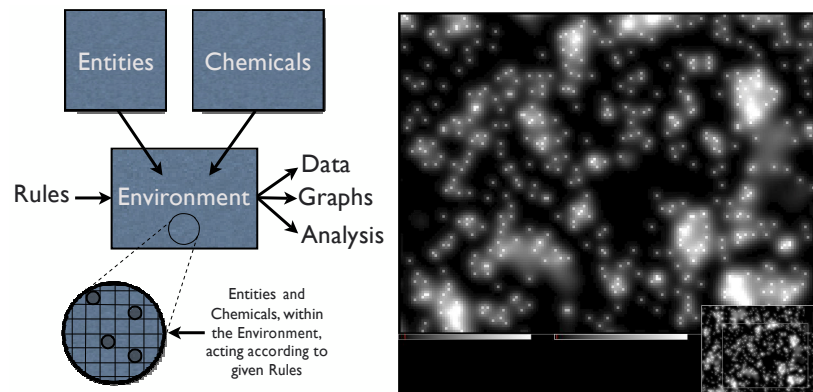 Entities
Chemicals
Rules
Environment
Data
Graphs
Analysis
Entities and
Chemicals, within
the Environment,
acting according to
given Rules